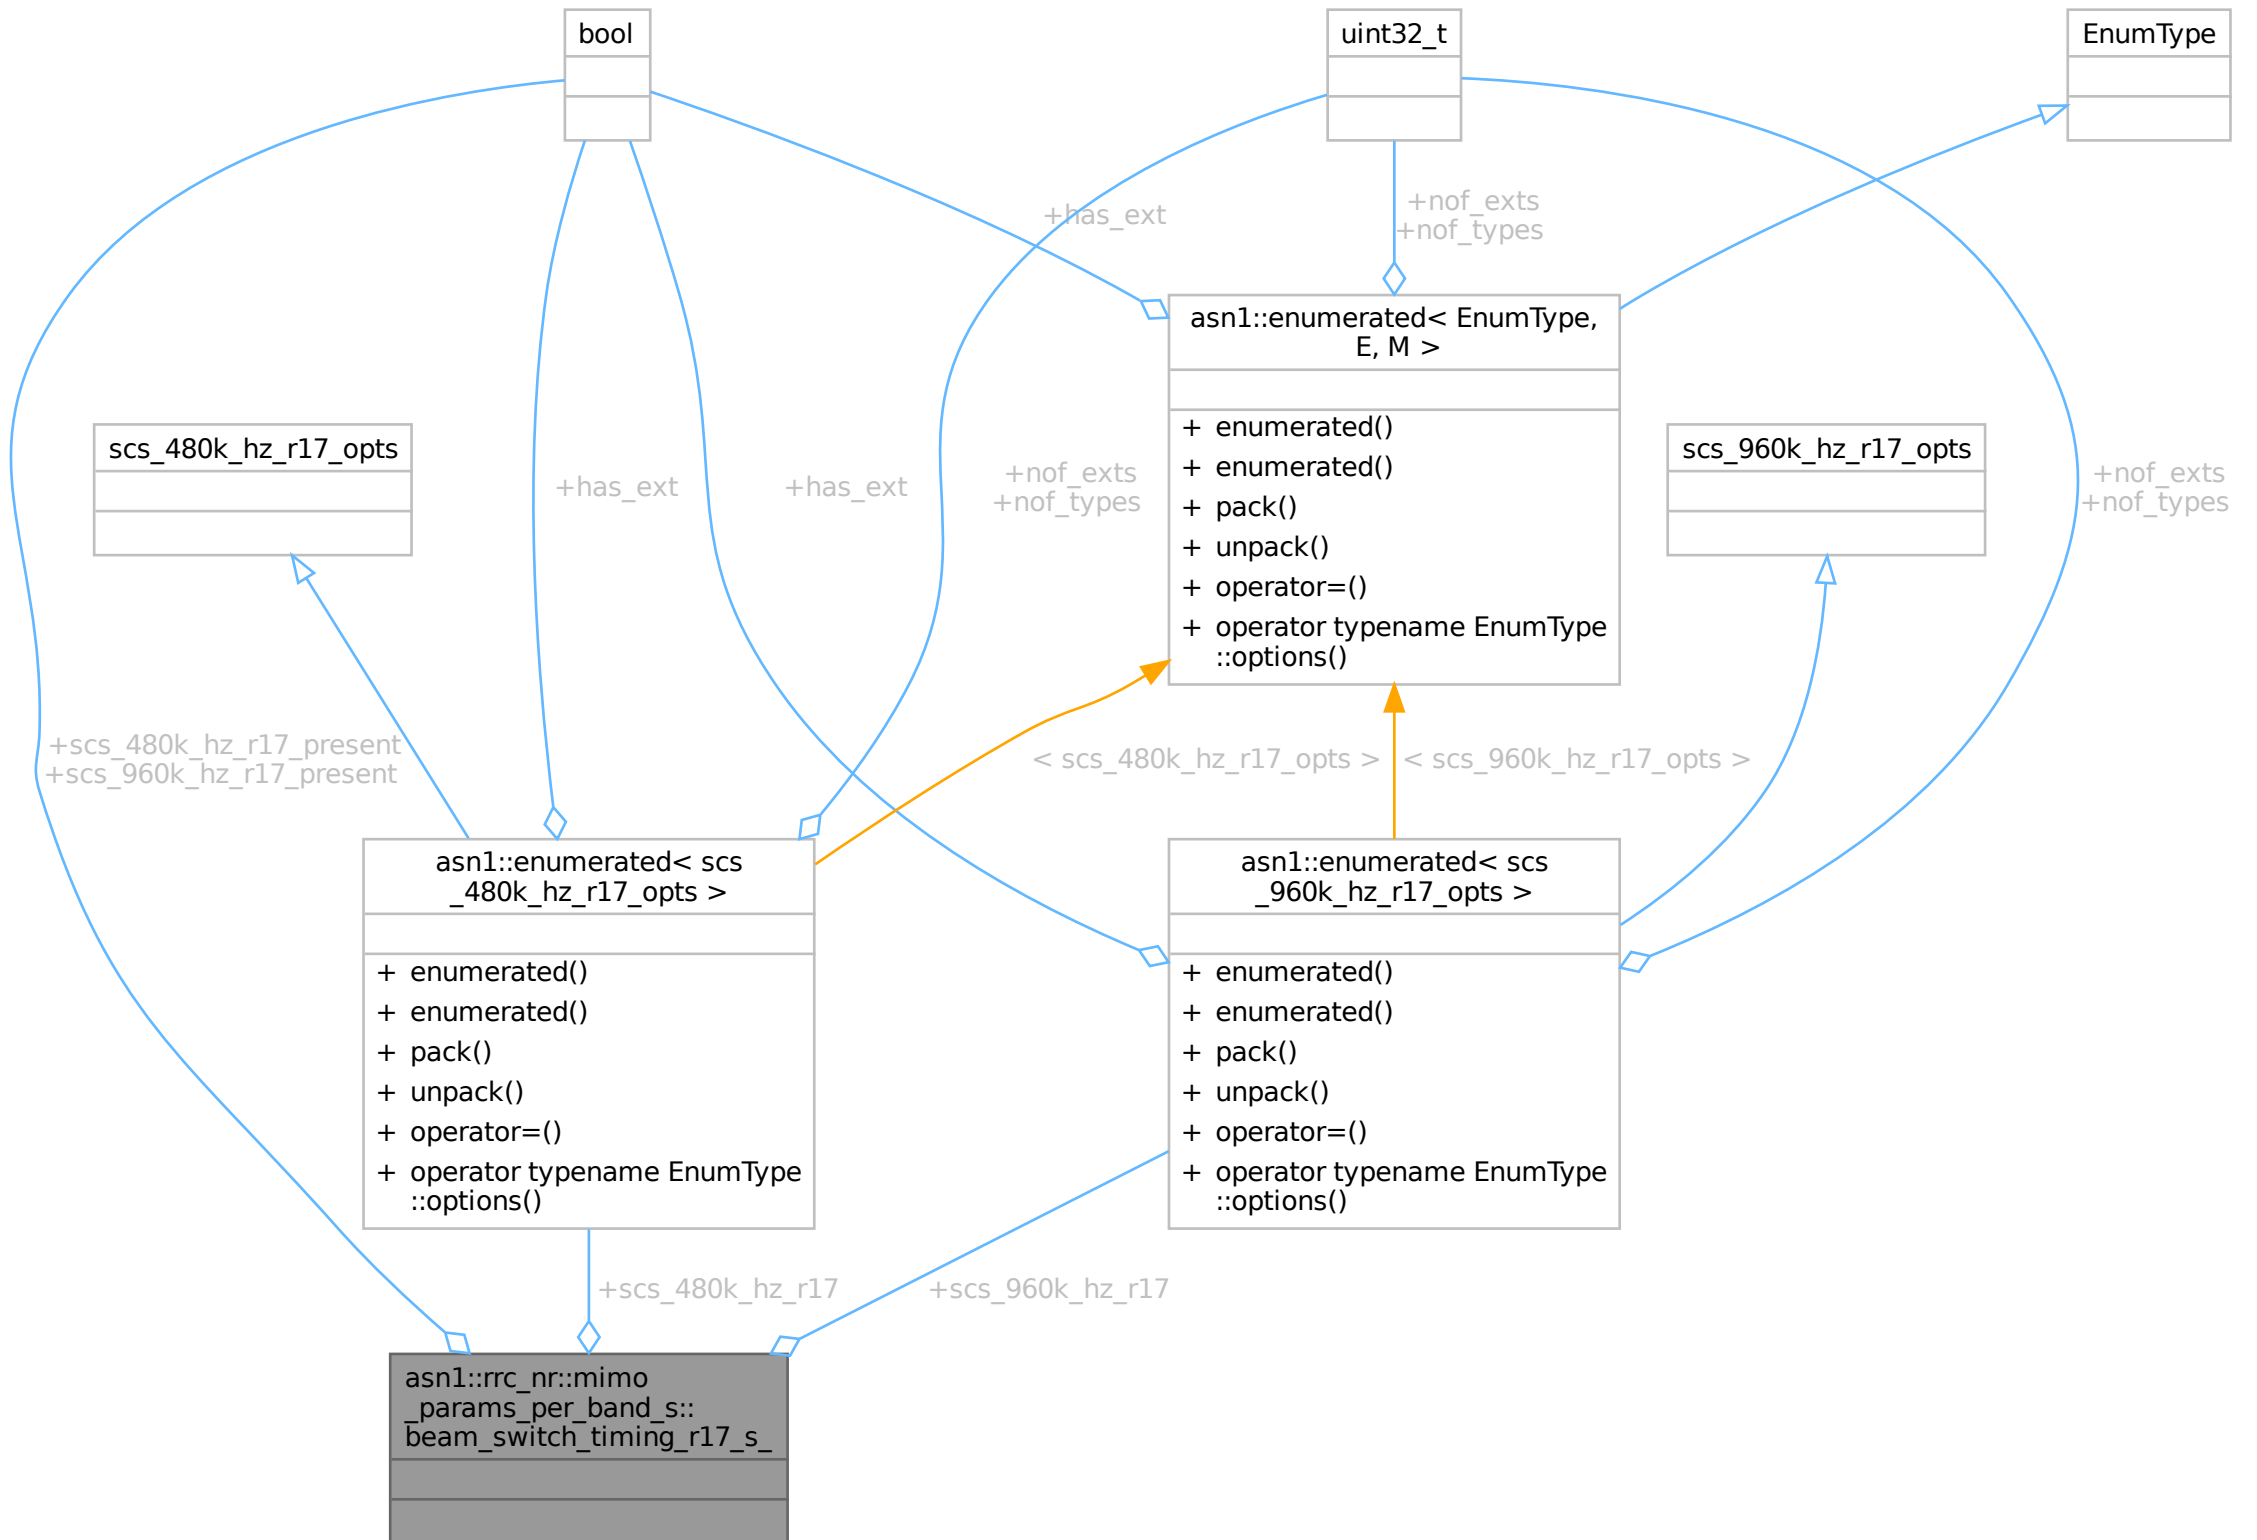 bool
uint32_t
EnumType
+has_ext
+nof_exts
+nof_types
asn1::enumerated< EnumType,
E, M >
+ enumerated()
+ enumerated()
+ pack()
+ unpack()
+ operator=()
+ operator typename EnumType
::options()
scs_480k_hz_r17_opts
scs_960k_hz_r17_opts
+has_ext
+has_ext
+nof_exts
+nof_types
+nof_exts
+nof_types
+scs_480k_hz_r17_present
+scs_960k_hz_r17_present
< scs_480k_hz_r17_opts >
< scs_960k_hz_r17_opts >
asn1::enumerated< scs
_480k_hz_r17_opts >
+ enumerated()
+ enumerated()
+ pack()
+ unpack()
+ operator=()
+ operator typename EnumType
::options()
asn1::enumerated< scs
_960k_hz_r17_opts >
+ enumerated()
+ enumerated()
+ pack()
+ unpack()
+ operator=()
+ operator typename EnumType
::options()
+scs_480k_hz_r17
+scs_960k_hz_r17
asn1::rrc_nr::mimo
_params_per_band_s::
beam_switch_timing_r17_s_